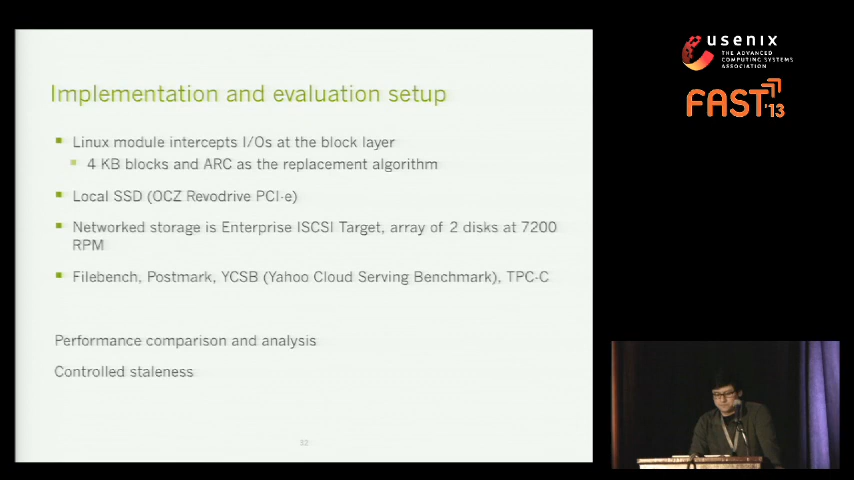 Implementation and evaluation setup
Linux module intercepts I/Os at the block layer
4 KB blocks and ARC as the replacement algorithm
Local SSD (OCZ Revodrive PCI-e)
Networked storage is Enterprise ISCSI Target, array of 2 disks at 7200
RPM
Filebench, Postmark, YCSB (Yahoo Cloud Serving Benchmark), TPC-C
Performance comparison and analysis
Controlled staleness
usenix
THE ADVANCED
COMPUTING SYSTEMS
ASSOCIATION
FAST '13